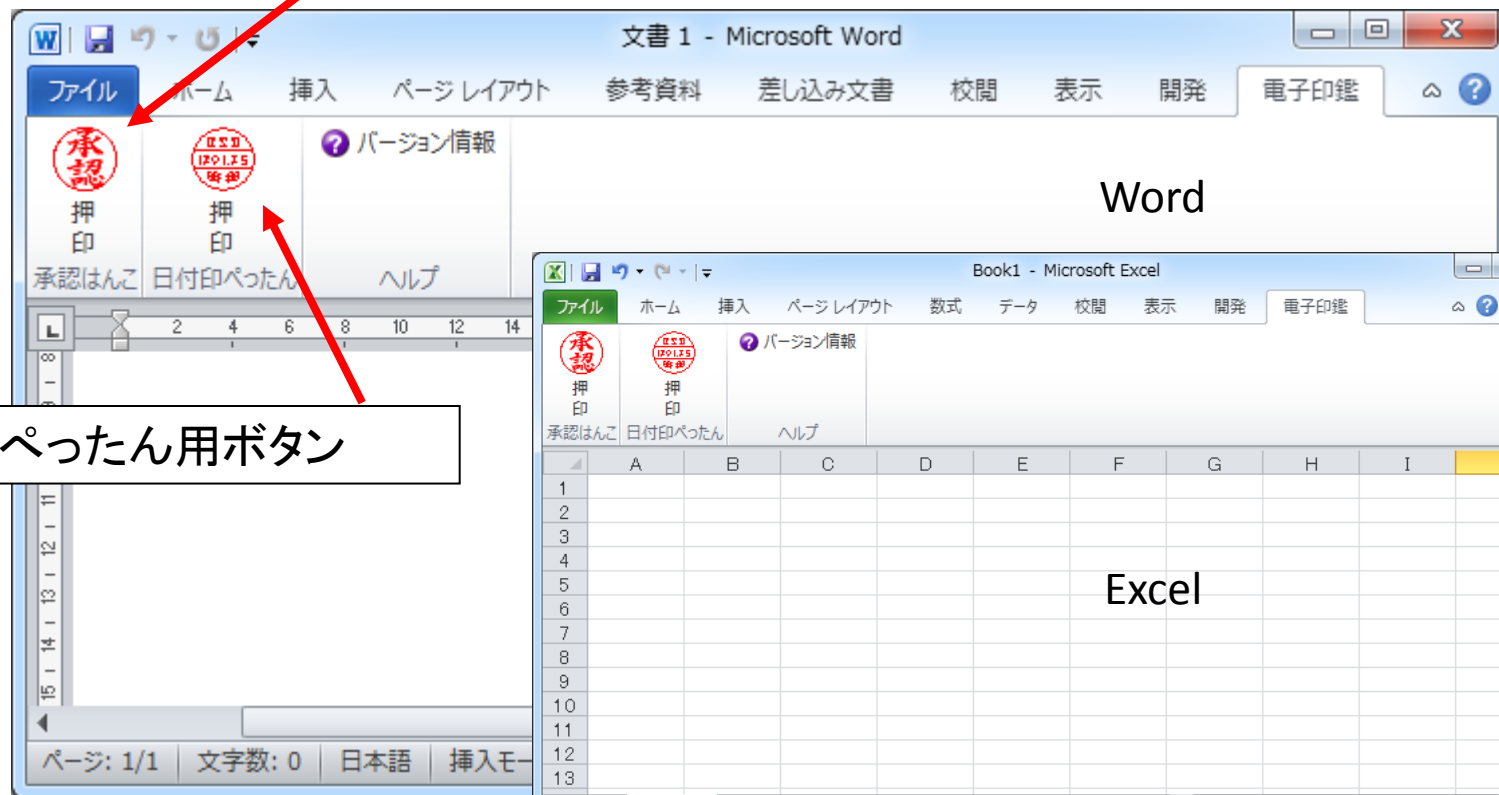 文書 1 - Microsoft Word
ファイル ホーム 挿入 ページ レイアウト 参考資料 差し込み文書 校閲 表示 開発 電子印鑑
承認
バージョン情報
押印 押印
承認はんこ 日付印ぺったん ヘルプ
Word
2 4 6 8 10 12 14
ぺったん用ボタン
11 12 13 14 15
ページ: 1/1 文字数: 0 日本語 挿入モー
Book1 - Microsoft Excel
ファイル ホーム 挿入 ページ レイアウト 数式 データ 校閲 表示 開発 電子印鑑
承認
バージョン情報
押印 押印
承認はんこ 日付印ぺったん ヘルプ
A B C D E F G H I
1
2
3
4
5
6
7
8
9
10
11
12
13
Excel